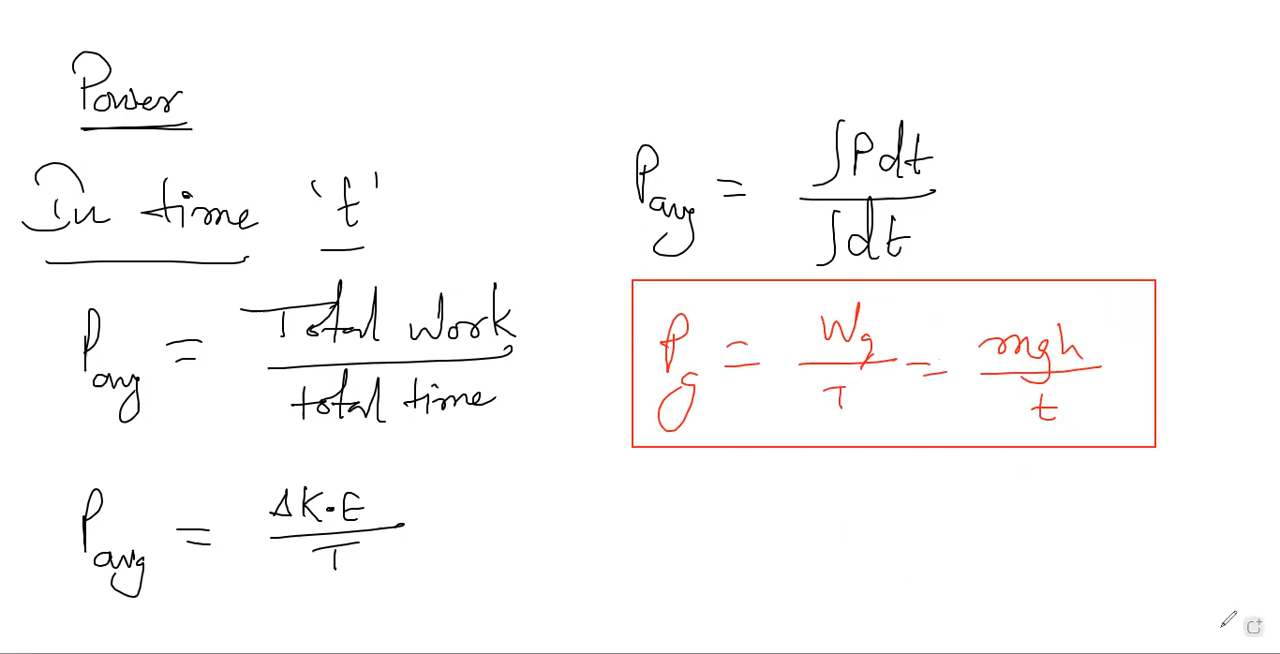 Power
In time 't'
P_avg = Total work / total time
P_avg = ΔK.E / T
P_avg = ∫P dt / ∫dt
P_g = W_g / T = mgh / t